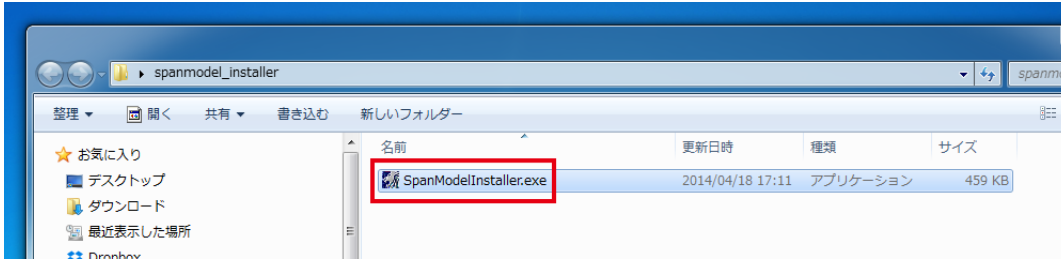 spanmodel_installer
spanm
整理 開く 共有 書き込む 新しいフォルダー
お気に入り
デスクトップ
ダウンロード
最近表示した場所
Dropbox
名前 更新日時 種類 サイズ
SpanModelInstaller.exe 2014/04/18 17:11 アプリケーション 459 KB